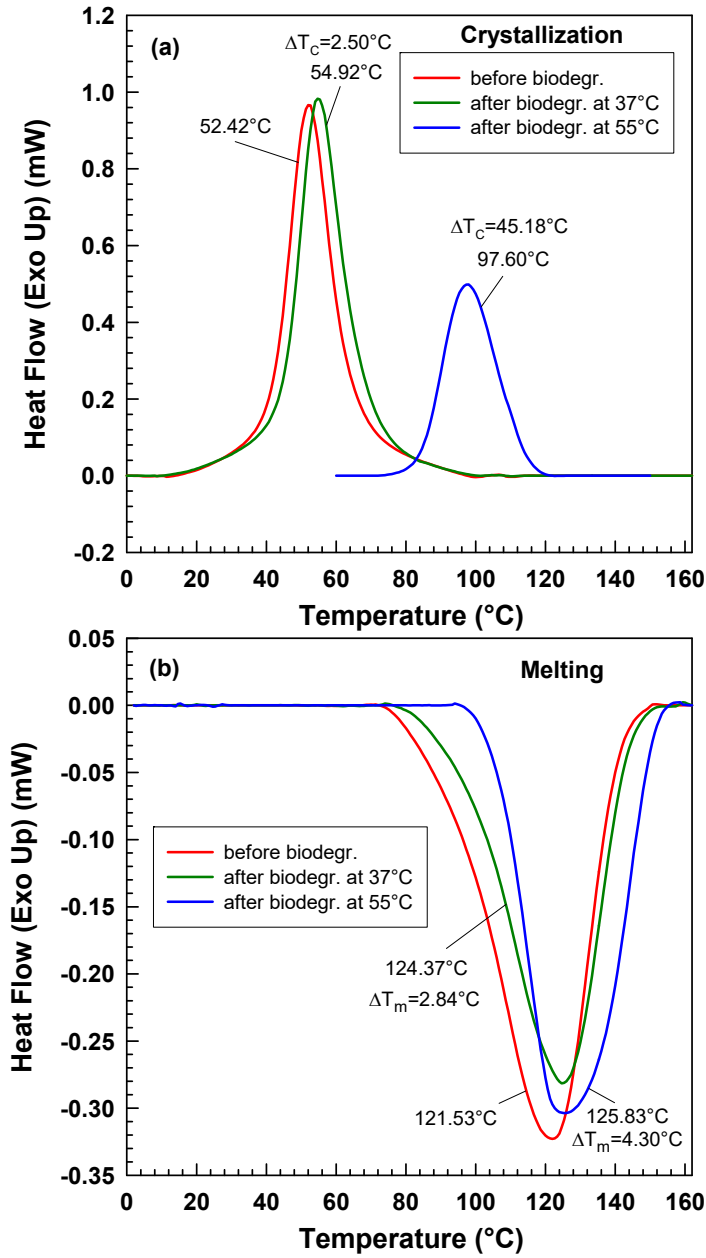 (a)
Crystallization
ΔT_C=2.50°C
54.92°C
52.42°C
before biodegr.
after biodegr. at 37°C
after biodegr. at 55°C
ΔT_C=45.18°C
97.60°C
Heat Flow (Exo Up) (mW)
1.2
1.0
0.8
0.6
0.4
0.2
0.0
-0.2
0 20 40 60 80 100 120 140 160
Temperature (°C)
(b)
Melting
Heat Flow (Exo Up) (mW)
0.05
0.00
-0.05
-0.10
-0.15
-0.20
-0.25
-0.30
-0.35
before biodegr.
after biodegr. at 37°C
after biodegr. at 55°C
124.37°C
ΔT_m=2.84°C
121.53°C
125.83°C
ΔT_m=4.30°C
0 20 40 60 80 100 120 140 160
Temperature (°C)